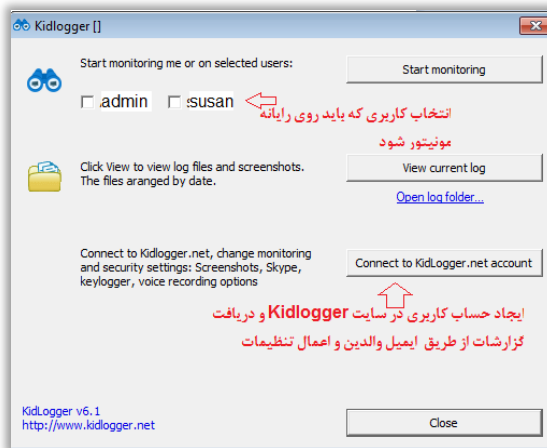 Kidlogger []
Start monitoring me or on selected users:
Start monitoring
admin susan
انتخاب کاربری که باید روی رایانه
مونیتور شود
Click View to view log files and screenshots.
The files aranged by date.
View current log
Open log folder...
Connect to Kidlogger.net, change monitoring
and security settings: Screenshots, Skype,
keylogger, voice recording options
Connect to KidLogger.net account
ایجاد حساب کاربری در سایت Kidlogger و دریافت
گزارشات از طریق ایمیل والدین و اعمال تنظیمات
KidLogger v6.1
http://www.kidlogger.net
Close